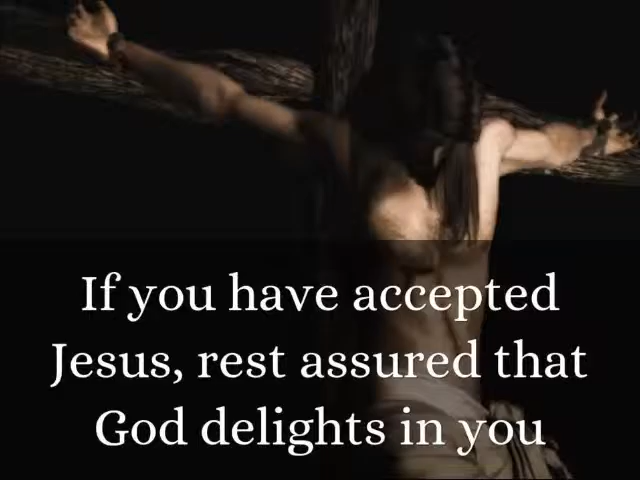 If you have accepted
Jesus, rest assured that
God delights in you